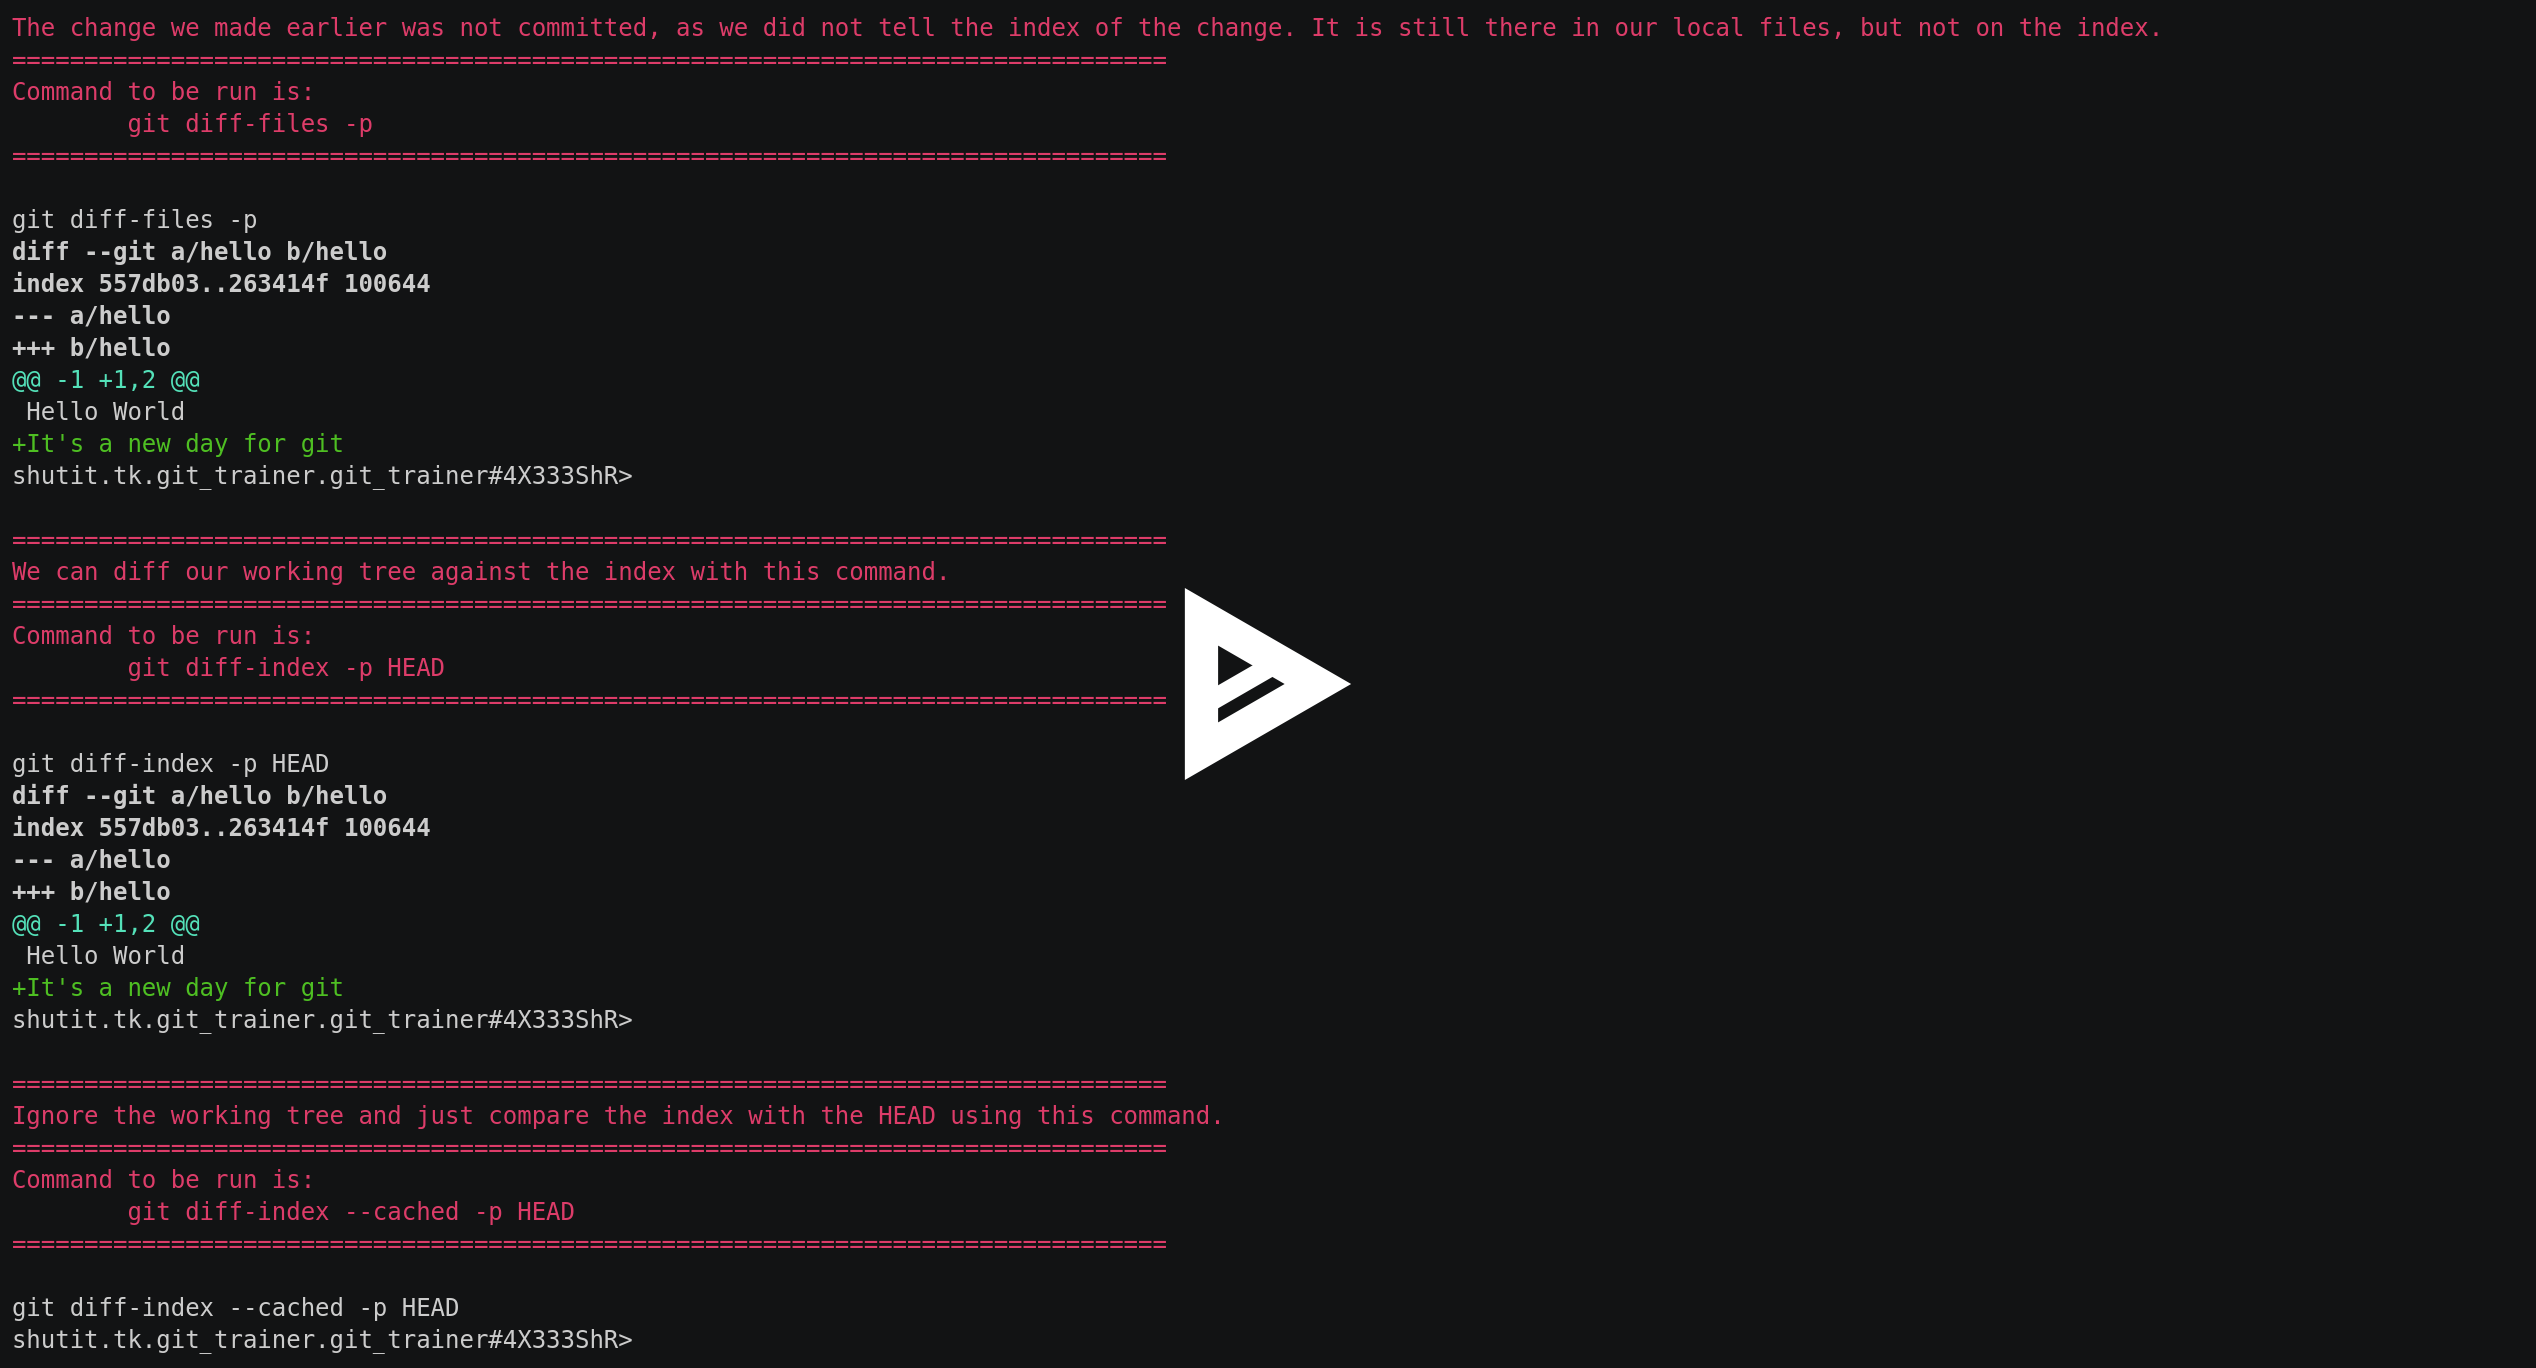 The change we made earlier was not committed, as we did not tell the index of the change. It is still there in our local files, but not on the index.
================================================================================
Command to be run is:
        git diff-files -p
================================================================================

git diff-files -p
diff --git a/hello b/hello
index 557db03..263414f 100644
--- a/hello
+++ b/hello
@@ -1 +1,2 @@
 Hello World
+It's a new day for git
shutit.tk.git_trainer.git_trainer#4X333ShR>

================================================================================
We can diff our working tree against the index with this command.
================================================================================
Command to be run is:
        git diff-index -p HEAD
================================================================================

git diff-index -p HEAD
diff --git a/hello b/hello
index 557db03..263414f 100644
--- a/hello
+++ b/hello
@@ -1 +1,2 @@
 Hello World
+It's a new day for git
shutit.tk.git_trainer.git_trainer#4X333ShR>

================================================================================
Ignore the working tree and just compare the index with the HEAD using this command.
================================================================================
Command to be run is:
        git diff-index --cached -p HEAD
================================================================================

git diff-index --cached -p HEAD
shutit.tk.git_trainer.git_trainer#4X333ShR>